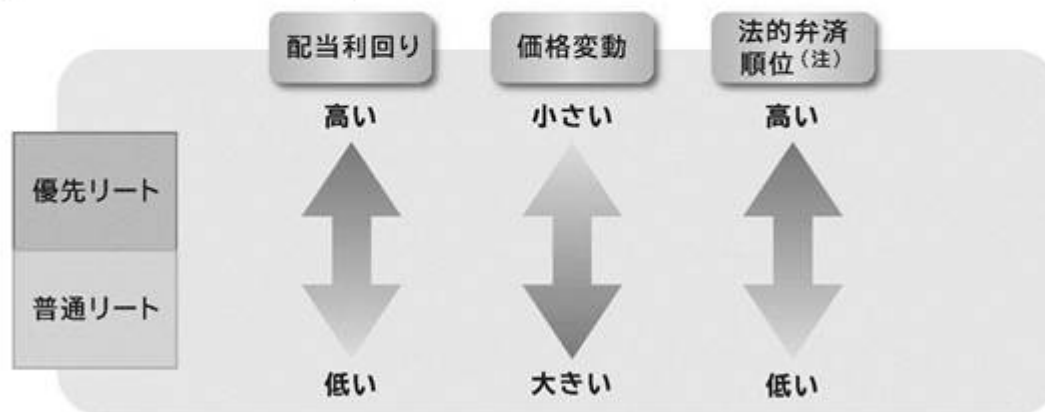 配当利回り
価格変動
法的弁済
順位(注)
高い
小さい
高い
優先リート
普通リート
低い
大きい
低い